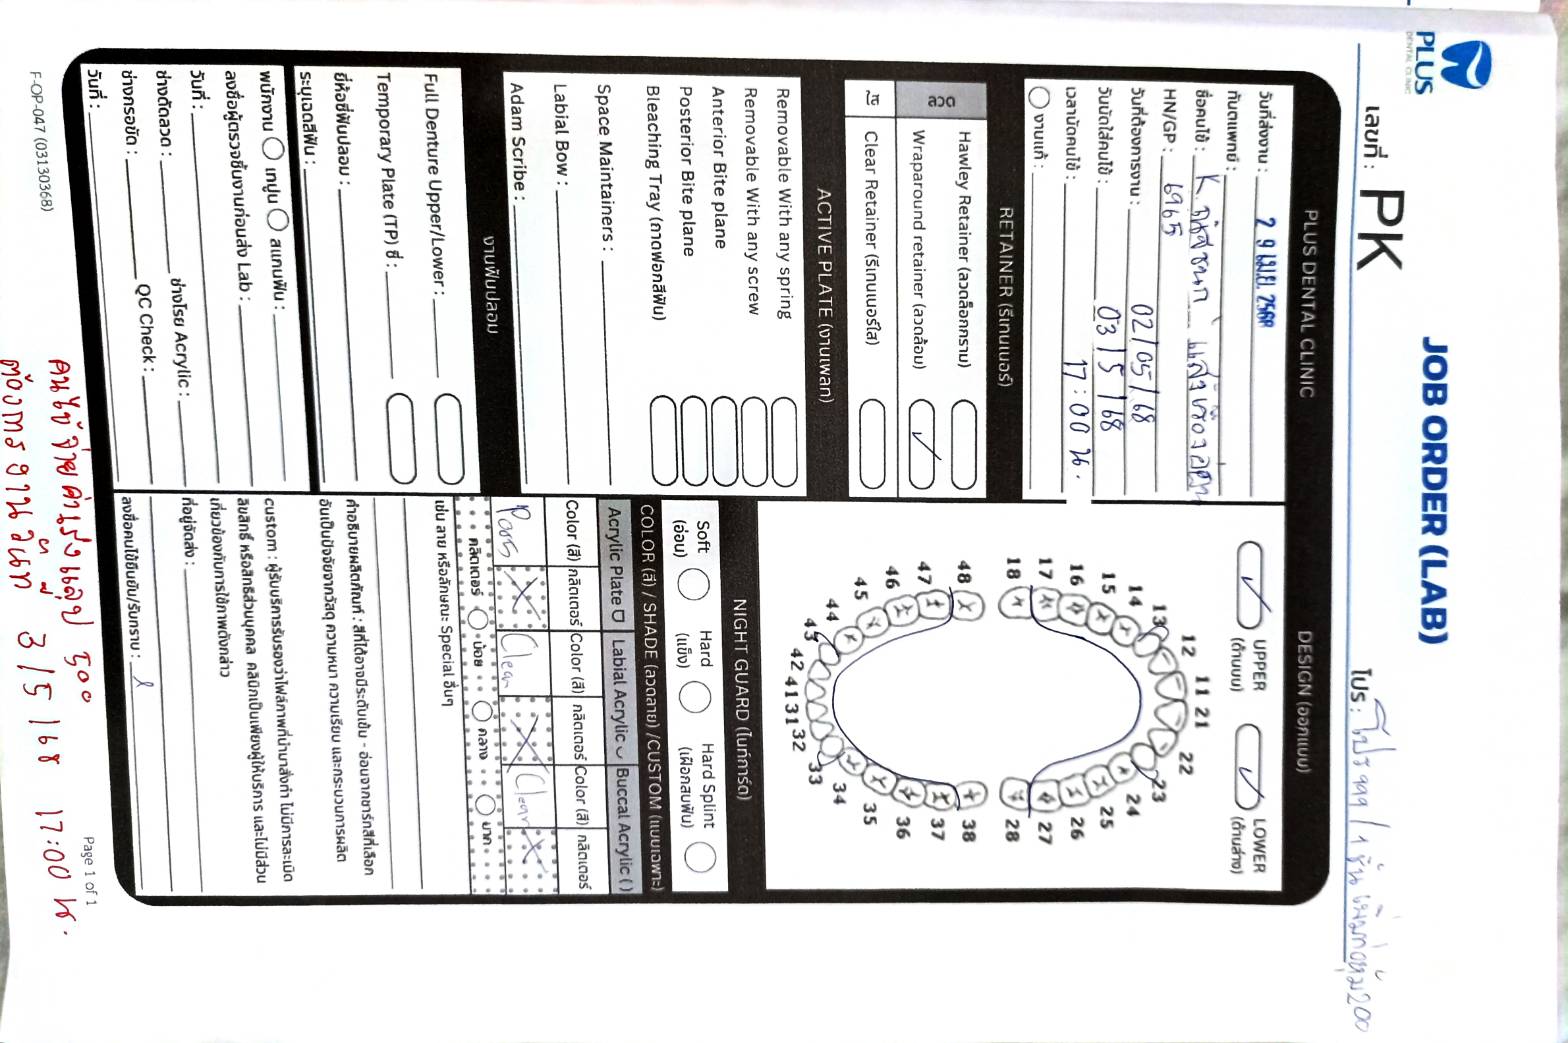 PLUS
DENTAL CLINIC
JOB ORDER (LAB)
เลขที่ : PK
โปร : โปร 999 / 1 ชิ้น
PLUS DENTAL CLINIC
วันที่ส่งงาน : 2 9 เม.ย. 2568
ทันตแพทย์ :
ชื่อคนไข้ : K.
HN/GP : 6965
วันที่ต้องการงาน : 02/05/68
วันนัดใส่คนไข้ : 03/5/68
เวลานัดคนไข้ : 17:00 น.
งานแก้ :
RETAINER (รีเทนเนอร์)
ลวด
Hawley Retainer (ลวดล็อกกราม)
Wraparound retainer (ลวดล้อม) ✓
ใส
Clear Retainer (รีเทนเนอร์ใส)
ACTIVE PLATE (งานเพลท)
Removable With any spring
Removable With any screw
Anterior Bite plane
Posterior Bite plane
Bleaching Tray (ถาดฟอกสีฟัน)
Space Maintainers :
Labial Bow :
Adam Scribe :
งานฟันปลอม
Full Denture Upper/Lower :
Temporary Plate (TP) ซี่ :
ยี่ห้อซี่ฟันปลอม :
ระบุเฉดสีฟัน :
พนักงาน เทปูน สแกนฟัน :
ลงชื่อผู้ตรวจชิ้นงานก่อนส่ง Lab :
วันที่ :
ช่างดัดลวด : ช่างโรย Acrylic :
ช่างกรอขัด : QC Check :
วันที่ :
DESIGN (ออกแบบ)
✓ UPPER (ด้านบน) ✓ LOWER (ด้านล่าง)
18 17 16 15 14 13 12 11 21 22 23 24 25 26 27 28
48 47 46 45 44 43 42 41 31 32 33 34 35 36 37 38
NIGHT GUARD (ไนท์การ์ด)
Soft (อ่อน) Hard (แข็ง) Hard Splint (เฝือกสบฟัน)
COLOR (สี) / SHADE (ลวดลาย) /CUSTOM (แบบเฉพาะ)
Acrylic Plate Labial Acrylic Buccal Acrylic ( )
Color (สี) กลิตเตอร์ Color (สี) กลิตเตอร์ Color (สี) กลิตเตอร์
P005 X Clear X Clear X
กลิตเตอร์ น้อย กลาง มาก
เช่น ลาย หรือลักษณะ Special อื่นๆ
คำอธิบายผลิตภัณฑ์ : สีที่ได้อาจมีระดับเข้ม - อ่อนจากชาร์ทสีที่เลือก
อันเป็นปัจจัยจากวัสดุ ความหนา ความเรียบ และกระบวนการผลิต
custom : ผู้รับบริการรับรองว่าไฟล์ภาพที่นำมาสั่งทำ ไม่มีการละเมิด
ลิขสิทธิ์ หรือสิทธิส่วนบุคคล คลินิกเป็นเพียงผู้ให้บริการ และไม่มีส่วน
เกี่ยวข้องกับการใช้ภาพดังกล่าว
ที่อยู่จัดส่ง :
ลงชื่อคนไข้ยืนยัน/รับทราบ :
F-OP-047 (03130368)
Page 1 of 1
คนไข้จ่ายค่าเร่งแล้ว 500
ต้องการงานวันที่ 3/5/68 17:00 น.